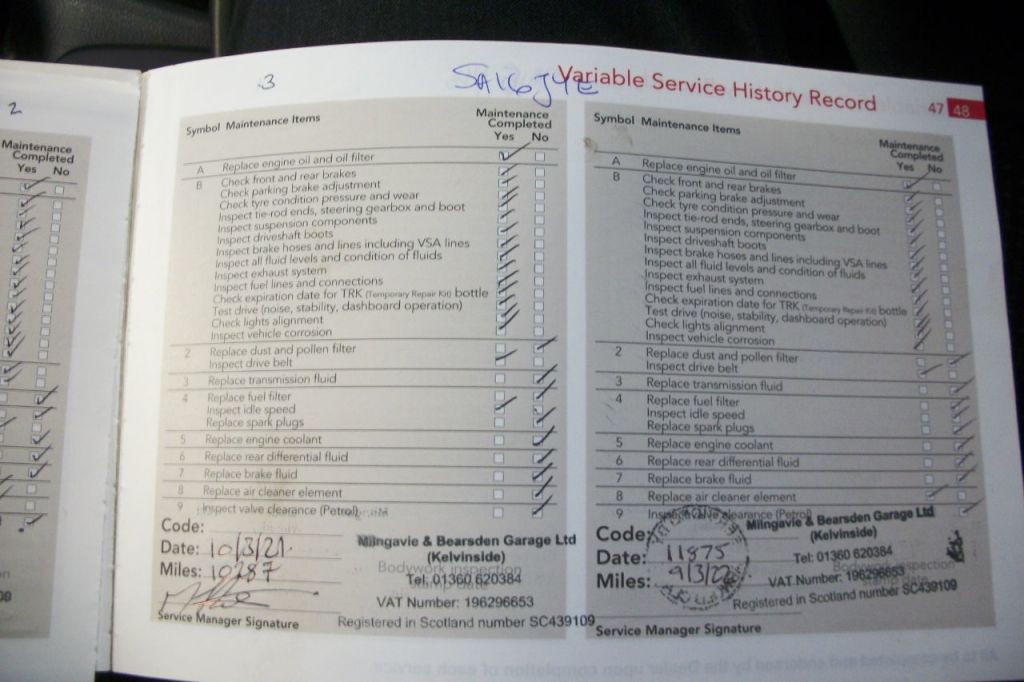 2
Maintenance
Completed
Yes No
3
SA16 JYE
Variable Service History Record
47 48
Symbol Maintenance Items
Maintenance
Completed
Yes No
A Replace engine oil and oil filter
B Check front and rear brakes
Check parking brake adjustment
Check tyre condition pressure and wear
Inspect tie-rod ends, steering gearbox and boot
Inspect suspension components
Inspect driveshaft boots
Inspect brake hoses and lines including VSA lines
Inspect all fluid levels and condition of fluids
Inspect exhaust system
Inspect fuel lines and connections
Check expiration date for TRK (Temporary Repair Kit) bottle
Test drive (noise, stability, dashboard operation)
Check lights alignment
Inspect vehicle corrosion
2 Replace dust and pollen filter
Inspect drive belt
3 Replace transmission fluid
4 Replace fuel filter
Inspect idle speed
Replace spark plugs
5 Replace engine coolant
6 Replace rear differential fluid
7 Replace brake fluid
8 Replace air cleaner element
9 Inspect valve clearance (Petrol)
Code:
Date: 10/3/21
Miles: 10287
Service Manager Signature
Milngavie & Bearsden Garage Ltd
(Kelvinside)
Bodywork inspection
Tel: 01360 620384
VAT Number: 196296653
Registered in Scotland number SC439109
Symbol Maintenance Items
Maintenance
Completed
Yes No
A Replace engine oil and oil filter
B Check front and rear brakes
Check parking brake adjustment
Check tyre condition pressure and wear
Inspect tie-rod ends, steering gearbox and boot
Inspect suspension components
Inspect driveshaft boots
Inspect brake hoses and lines including VSA lines
Inspect all fluid levels and condition of fluids
Inspect exhaust system
Inspect fuel lines and connections
Check expiration date for TRK (Temporary Repair Kit) bottle
Test drive (noise, stability, dashboard operation)
Check lights alignment
Inspect vehicle corrosion
2 Replace dust and pollen filter
Inspect drive belt
3 Replace transmission fluid
4 Replace fuel filter
Inspect idle speed
Replace spark plugs
5 Replace engine coolant
6 Replace rear differential fluid
7 Replace brake fluid
8 Replace air cleaner element
9 Inspect valve clearance (Petrol)
Code:
Date: 11875
Miles: 9/3/22
Milngavie & Bearsden Garage Ltd
(Kelvinside)
Tel: 01360 620384
Bodywork inspection
VAT Number: 196296653
Registered in Scotland number SC439109
Service Manager Signature